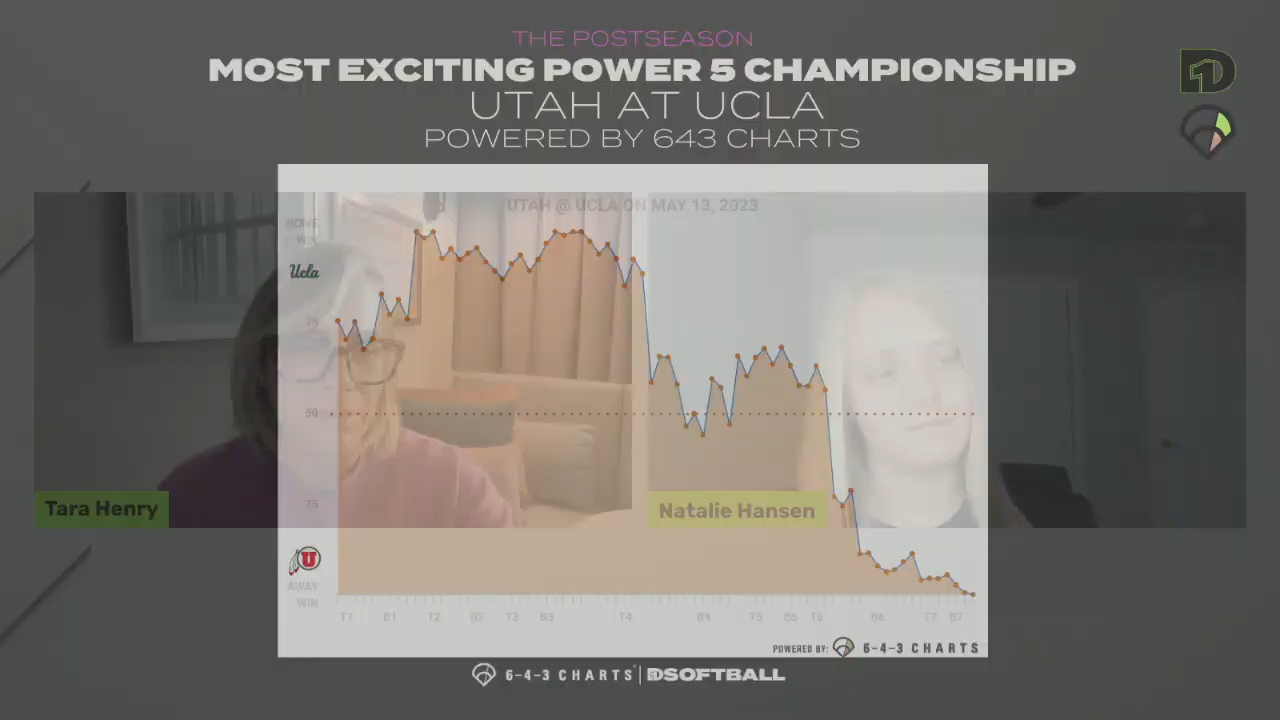 THE POSTSEASON
MOST EXCITING POWER 5 CHAMPIONSHIP
UTAH AT UCLA
POWERED BY 643 CHARTS
UTAH @ UCLA ON MAY 13, 2023
HOME
WIN
Ucla
75
50
75
U
AWAY
WIN
T1 B1 T2 B2 T3 B3 T4 B4 T5 B5 T6 B6 T7 B7
Tara Henry
Natalie Hansen
POWERED BY: 6-4-3 CHARTS
6-4-3 CHARTS | D1SOFTBALL